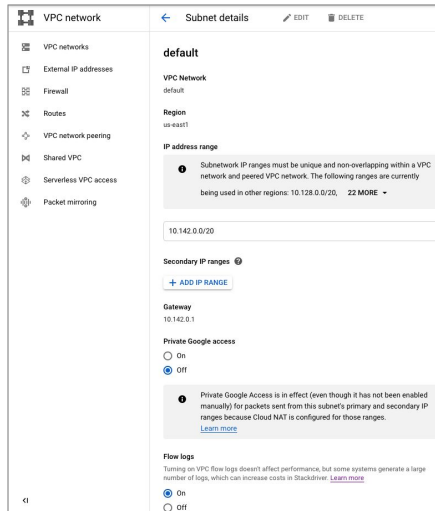 VPC network
VPC networks
External IP addresses
Firewall
Routes
VPC network peering
Shared VPC
Serverless VPC access
Packet mirroring
Subnet details
EDIT
DELETE
default
VPC Network
default
Region
us-east1
IP address range
Subnetwork IP ranges must be unique and non-overlapping within a VPC
network and peered VPC network. The following ranges are currently
being used in other regions: 10.128.0.0/20, 22 MORE
10.142.0.0/20
Secondary IP ranges
+ ADD IP RANGE
Gateway
10.142.0.1
Private Google access
On
Off
Private Google Access is in effect (even though it has not been enabled
manually) for packets sent from this subnet's primary and secondary IP
ranges because Cloud NAT is configured for those ranges.
Learn more
Flow logs
Turning on VPC flow logs doesn't affect performance, but some systems generate a large
number of logs, which can increase costs in Stackdriver. Learn more
On
Off